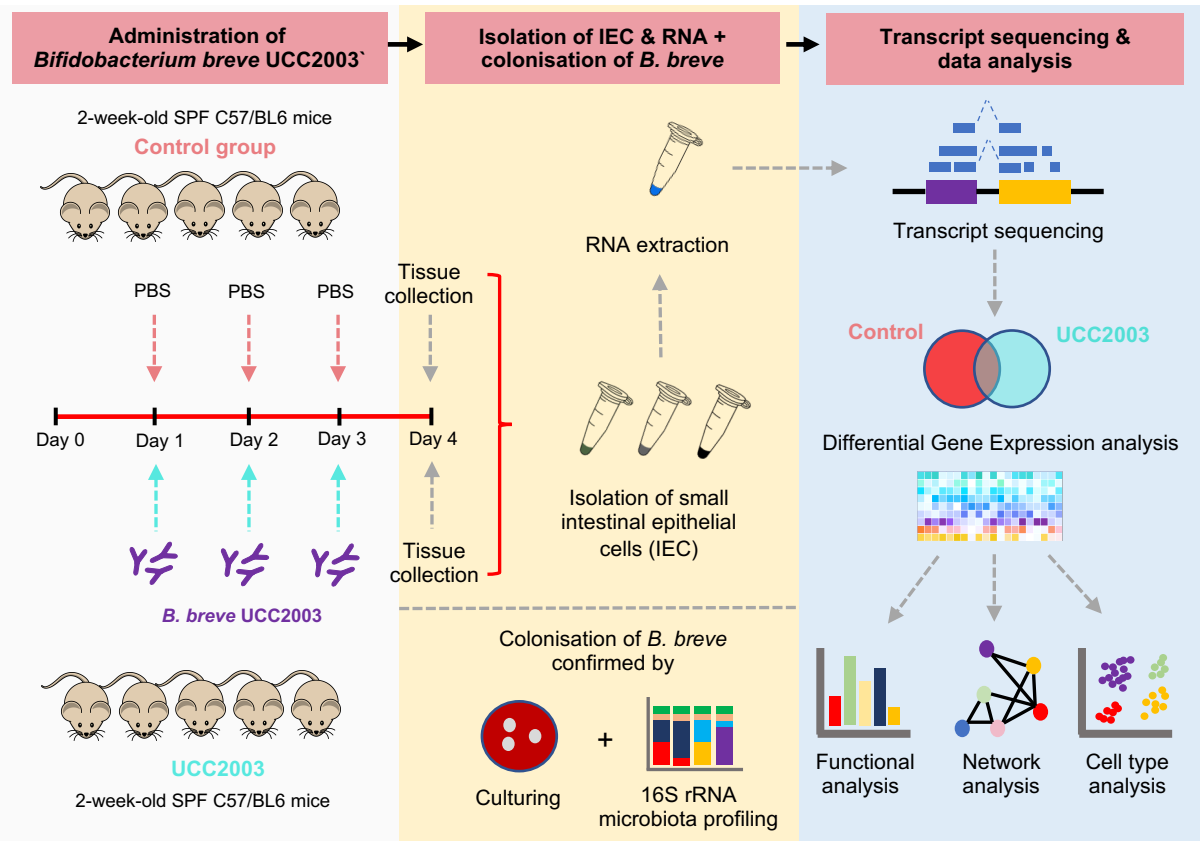 Administration of
Bifidobacterium breve UCC2003`
Isolation of IEC & RNA +
colonisation of B. breve
Transcript sequencing &
data analysis
2-week-old SPF C57/BL6 mice
Control group
PBS
PBS
PBS
Tissue
collection
Day 0
Day 1
Day 2
Day 3
Day 4
Tissue
collection
B. breve UCC2003
UCC2003
2-week-old SPF C57/BL6 mice
RNA extraction
Isolation of small
intestinal epithelial
cells (IEC)
Colonisation of B. breve
confirmed by
+
Culturing
16S rRNA
microbiota profiling
Transcript sequencing
Control
UCC2003
Differential Gene Expression analysis
Functional
analysis
Network
analysis
Cell type
analysis